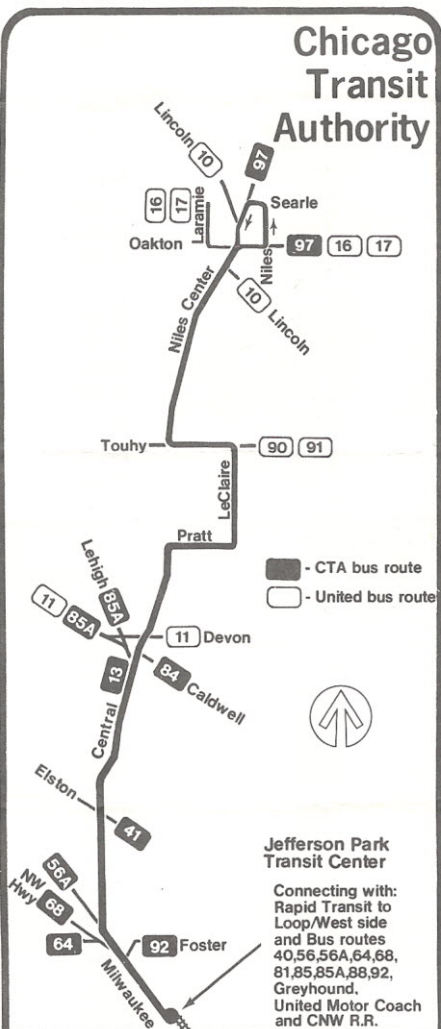 Chicago
Transit
Authority
Lincoln 10
97
16 17
Laramie
Searle
Oakton
Niles
97 16 17
Niles Center
10 Lincoln
Touhy
90 91
LeClaire
Pratt
- CTA bus route
- United bus route
Lehigh 85A
11 85A
11 Devon
13
84 Caldwell
Central
Elston
41
Jefferson Park
Transit Center
56A
NW
Hwy 68
64
92 Foster
Milwaukee
Connecting with:
Rapid Transit to
Loop/West side
and Bus routes
40,56,56A,64,68,
81,85,85A,88,92,
Greyhound,
United Motor Coach
and CNW R.R.